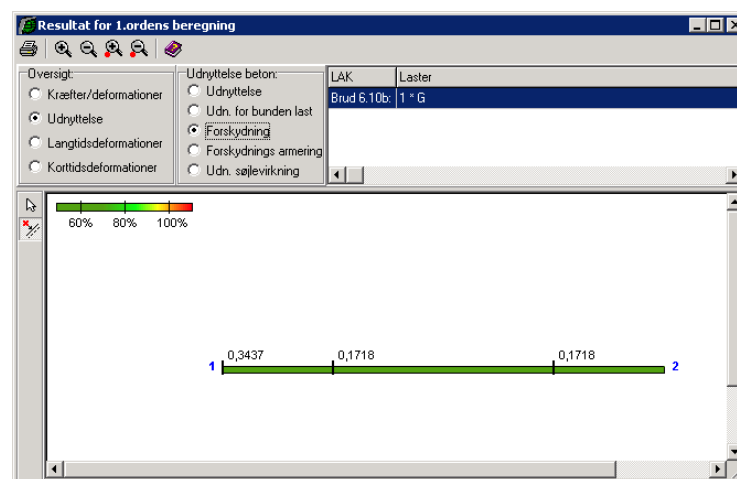 Resultat for 1.ordens beregning
Oversigt:
Kræfter/deformationer
Udnyttelse
Langtidsdeformationer
Korttidsdeformationer
Udnyttelse beton:
Udnyttelse
Udn. for bunden last
Forskydning
Forskydnings armering
Udn. søjlevirkning
LAK Laster
Brud 6.10b: 1 * G
60% 80% 100%
0,3437 0,1718 0,1718
1 2